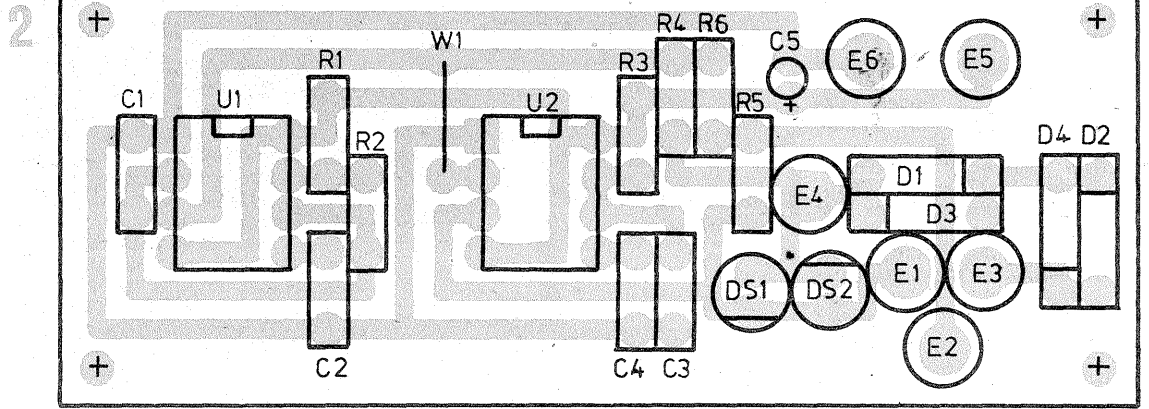 2
+
+
R4 R6
W1
C5
E6
E5
R1
R3
C1
U1
U2
+
R5
R2
D4 D2
D1
E4
D3
E1
E3
DS1
DS2
E2
+
C2
C4 C3
+